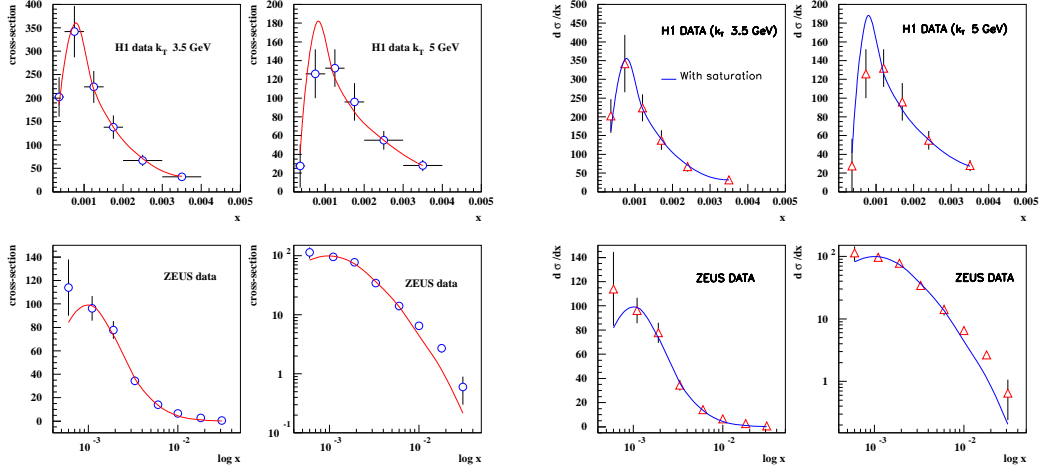 cross-section
400
350
300
250
200
150
100
50
0
H1 data k_T 3.5 GeV
0.001 0.002 0.003 0.004 0.005
x
cross-section
200
180
160
140
120
100
80
60
40
20
0
H1 data k_T 5 GeV
0.001 0.002 0.003 0.004 0.005
x
d σ/dx
500
450
400
350
300
250
200
150
100
50
0
H1 DATA (k_T 3.5 GeV)
With saturation
0 0.001 0.002 0.003 0.004 0.005
x
d σ/dx
200
180
160
140
120
100
80
60
40
20
0
H1 DATA (k_T 5 GeV)
0 0.001 0.002 0.003 0.004 0.005
x
cross-section
140
120
100
80
60
40
20
0
ZEUS data
10^-3 10^-2
log x
cross-section
10^2
10
1
10^-1
ZEUS data
10^-3 10^-2
log x
d σ/dx
140
120
100
80
60
40
20
0
ZEUS DATA
10^-3 10^-2
log x
d σ/dx
10^2
10
1
ZEUS DATA
10^-3 10^-2
log x